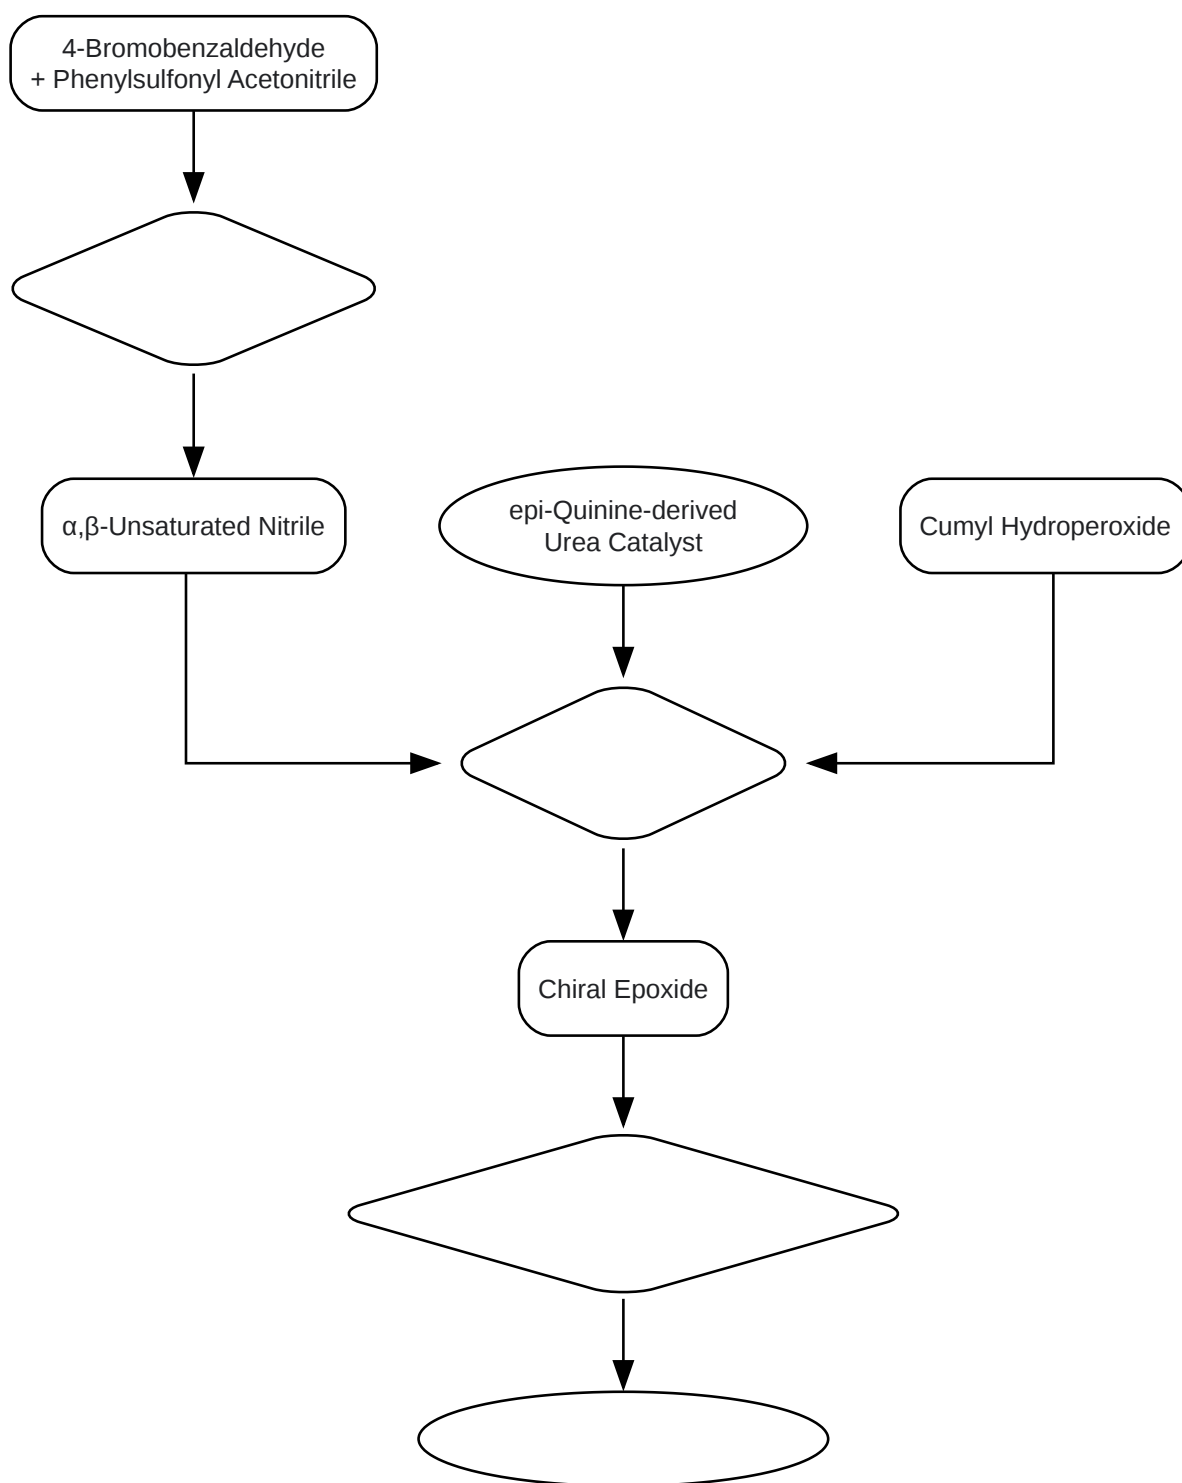 4-Bromobenzaldehyde
+ Phenylsulfonyl Acetonitrile
α,β-Unsaturated Nitrile
epi-Quinine-derived
Urea Catalyst
Cumyl Hydroperoxide
Chiral Epoxide